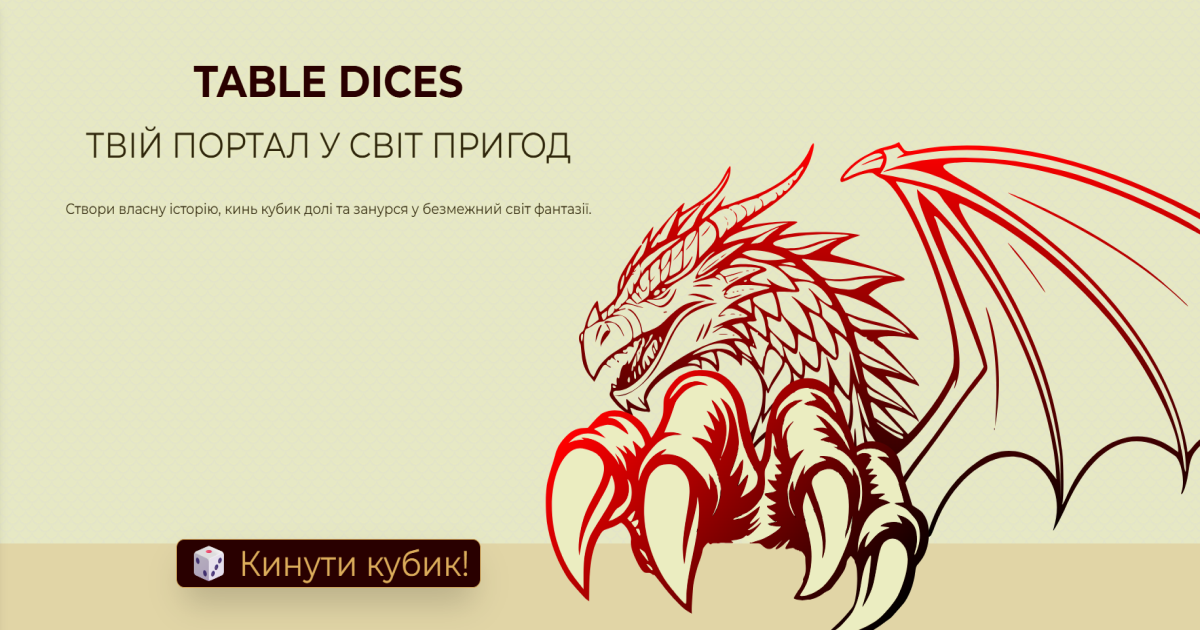 TABLE DICES
ТВІЙ ПОРТАЛ У СВІТ ПРИГОД
Створи власну історію, кинь кубик долі та занурся у безмежний світ фантазії.
Кинути кубик!